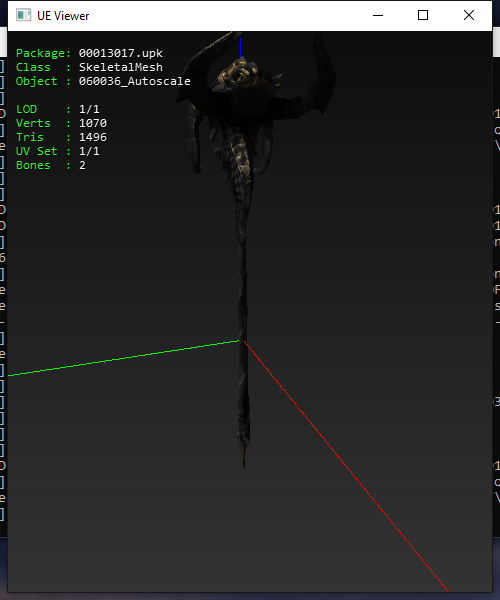 UE Viewer
Package: 00013017.upk
Class  : SkeletalMesh
Object : 060036_Autoscale
LOD    : 1/1
Verts  : 1070
Tris   : 1496
UV Set : 1/1
Bones  : 2